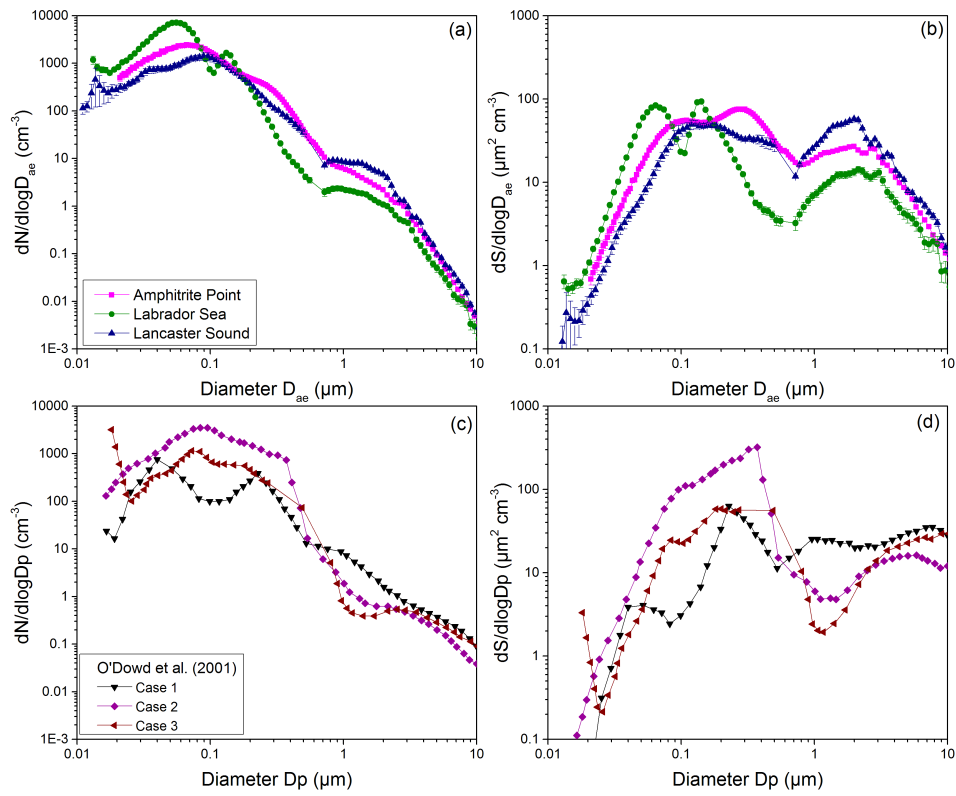 (a)
dN/dlogD_ae (cm⁻³)
10000
1000
100
10
1
0.1
0.01
1E-3
Amphitrite Point
Labrador Sea
Lancaster Sound
0.01
0.1
1
10
Diameter D_ae (μm)
(b)
dS/dlogD_ae (μm² cm⁻³)
1000
100
10
1
0.1
0.01
0.1
1
10
Diameter D_ae (μm)
(c)
dN/dlogDp (cm⁻³)
10000
1000
100
10
1
0.1
0.01
1E-3
O'Dowd et al. (2001)
Case 1
Case 2
Case 3
0.01
0.1
1
10
Diameter Dp (μm)
(d)
dS/dlogDp (μm² cm⁻³)
1000
100
10
1
0.1
0.01
0.1
1
10
Diameter Dp (μm)